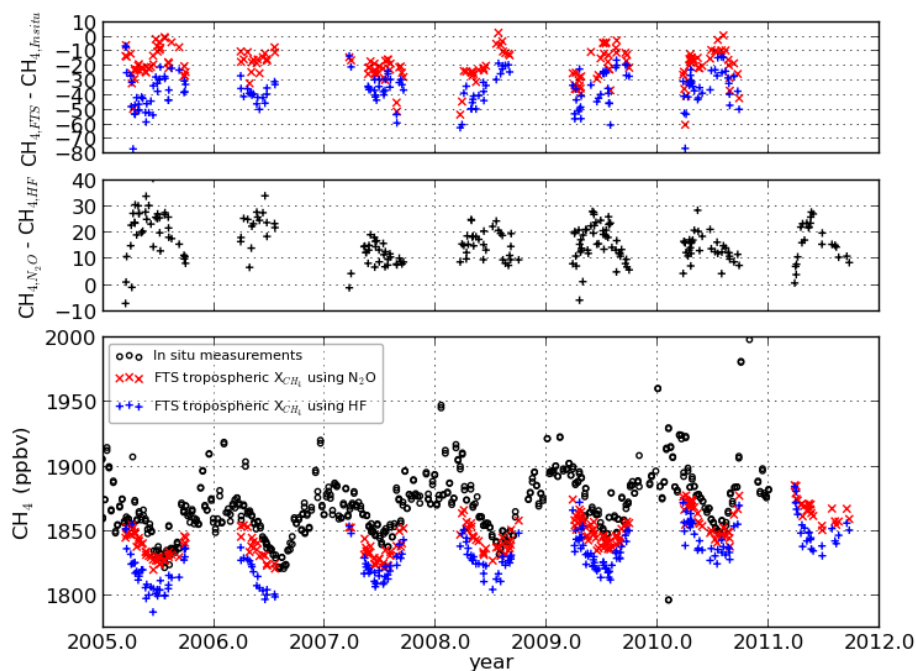 CH₄,FTS - CH₄,Insitu
10
0
−10
−20
−30
−40
−50
−60
−70
−80
CH₄,N₂O - CH₄,HF
40
30
20
10
0
−10
CH₄ (ppbv)
2000
1950
1900
1850
1800
In situ measurements
FTS tropospheric X_CH₄ using N₂O
FTS tropospheric X_CH₄ using HF
2005.0 2006.0 2007.0 2008.0 2009.0 2010.0 2011.0 2012.0
year